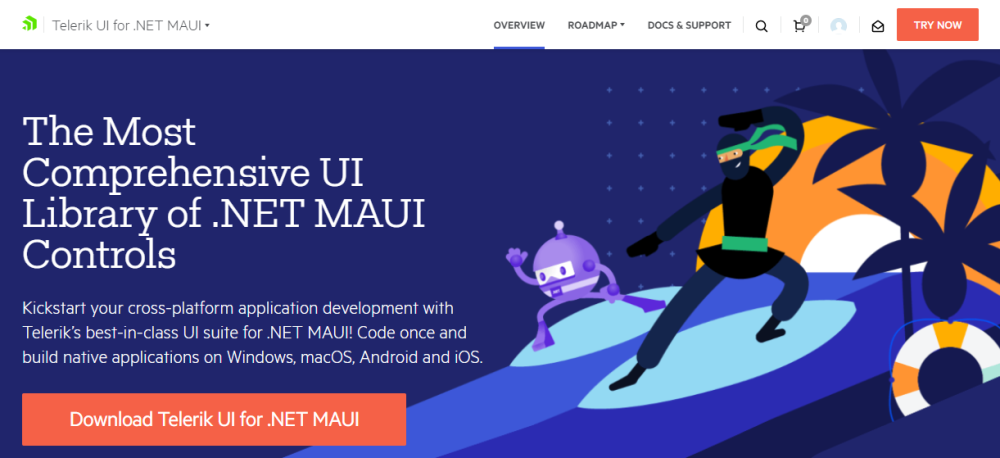 Telerik UI for .NET MAUI
OVERVIEW
ROADMAP
DOCS & SUPPORT
0
TRY NOW
The Most
Comprehensive UI
Library of .NET MAUI
Controls
Kickstart your cross-platform application development with
Telerik's best-in-class UI suite for .NET MAUI! Code once and
build native applications on Windows, macOS, Android and iOS.
Download Telerik UI for .NET MAUI